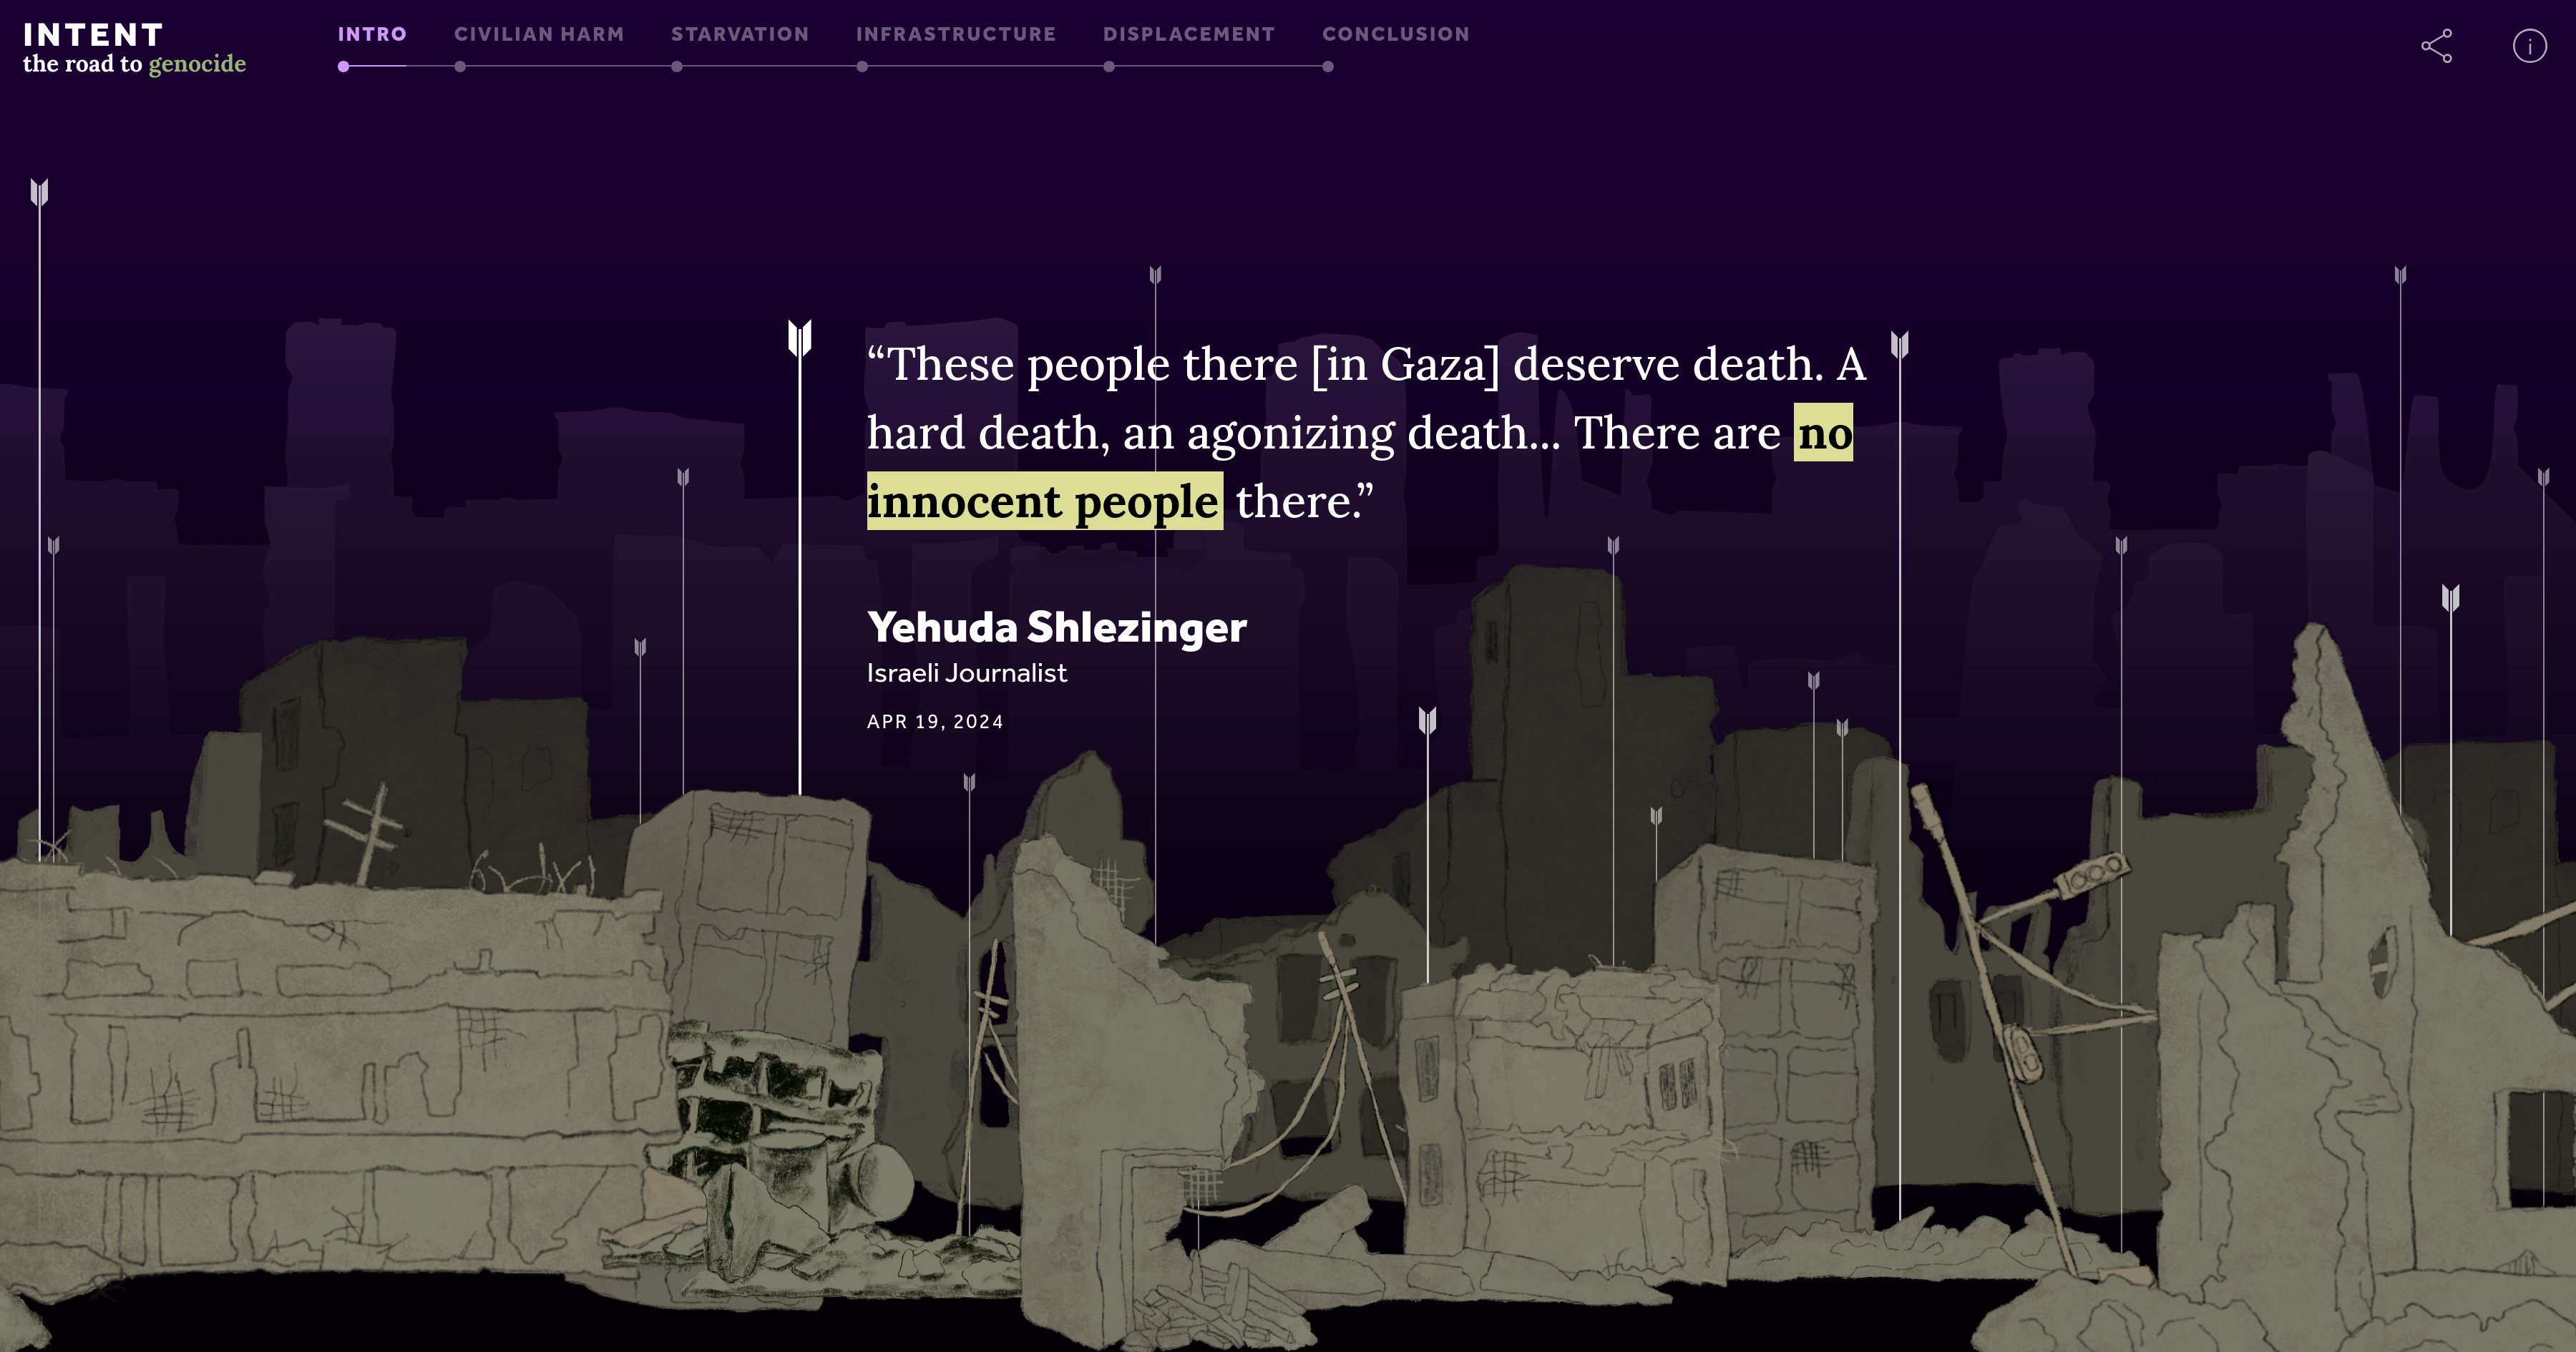 INTENT
the road to genocide
INTRO
CIVILIAN HARM
STARVATION
INFRASTRUCTURE
DISPLACEMENT
CONCLUSION
“These people there [in Gaza] deserve death. A
hard death, an agonizing death... There are no
innocent people there.”
Yehuda Shlezinger
Israeli Journalist
APR 19, 2024